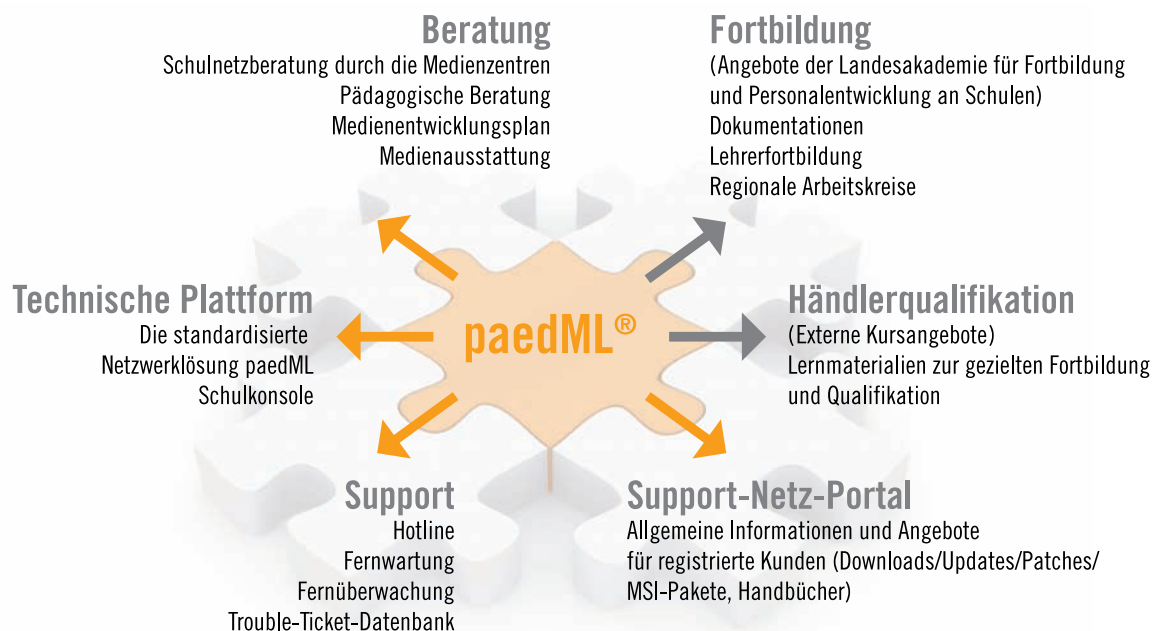 Beratung
Schulnetzberatung durch die Medienzentren
Pädagogische Beratung
Medienentwicklungsplan
Medienausstattung
Fortbildung
(Angebote der Landesakademie für Fortbildung
und Personalentwicklung an Schulen)
Dokumentationen
Lehrerfortbildung
Regionale Arbeitskreise
Technische Plattform
Die standardisierte
Netzwerklösung paedML
Schulkonsole
paedML®
Händlerqualifikation
(Externe Kursangebote)
Lernmaterialien zur gezielten Fortbildung
und Qualifikation
Support
Hotline
Fernwartung
Fernüberwachung
Trouble-Ticket-Datenbank
Support-Netz-Portal
Allgemeine Informationen und Angebote
für registrierte Kunden (Downloads/Updates/Patches/
MSI-Pakete, Handbücher)